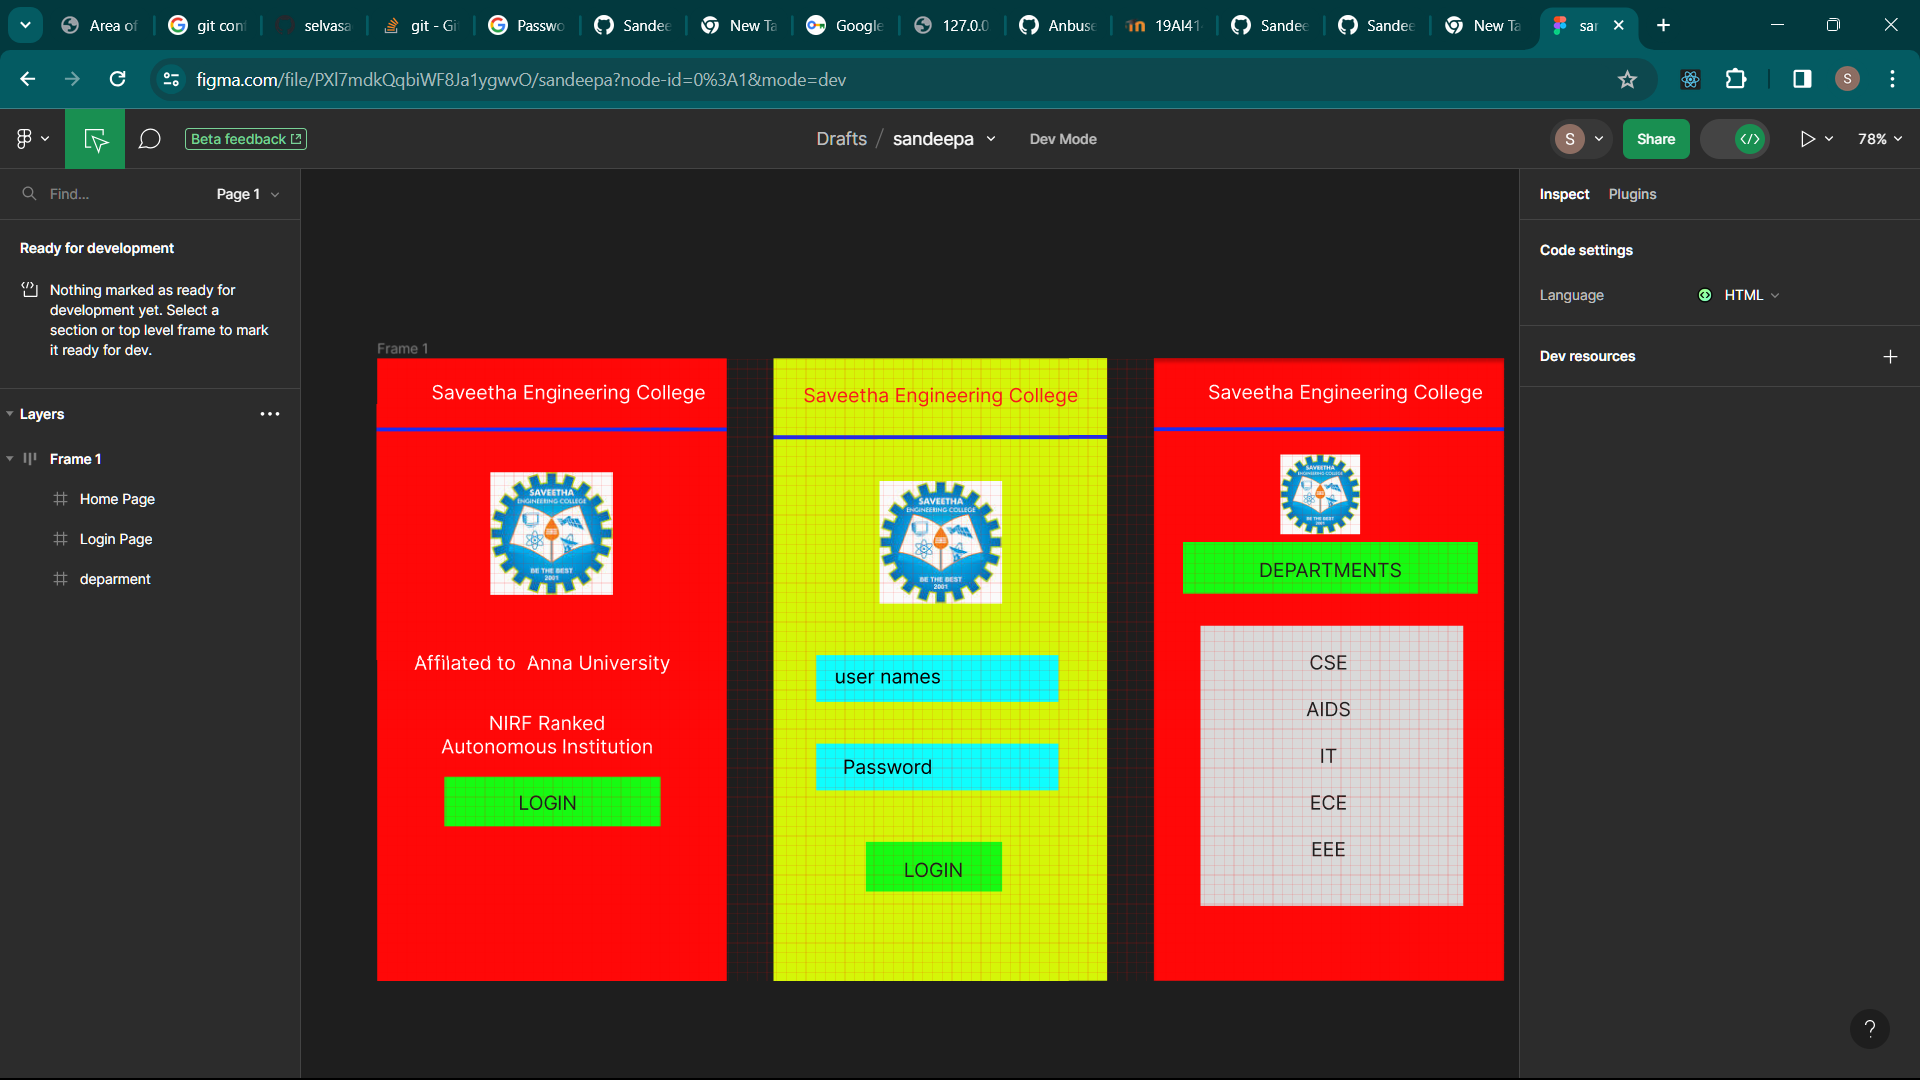 Area of
git conf
selvasa
git - Gi
Passwo
Sandee
New Ta
Google
127.0.0
Anbuse
19AI41
Sandee
Sandee
New Ta
sar
figma.com/file/PXl7mdkQqbiWF8Ja1ygwvO/sandeepa?node-id=0%3A1&mode=dev
S
Beta feedback
Drafts / sandeepa
Dev Mode
S
Share
78%
Find...
Page 1
Inspect
Plugins
Ready for development
Nothing marked as ready for
development yet. Select a
section or top level frame to mark
it ready for dev.
Code settings
Language
HTML
Dev resources
Layers
Frame 1
Home Page
Login Page
deparment
Frame 1
Saveetha Engineering College
SAVEETHA
ENGINEERING COLLEGE
BE THE BEST
2001
Affilated to  Anna University
NIRF Ranked
Autonomous Institution
LOGIN
Saveetha Engineering College
SAVEETHA
ENGINEERING COLLEGE
BE THE BEST
2001
user names
Password
LOGIN
Saveetha Engineering College
SAVEETHA
ENGINEERING COLLEGE
BE THE BEST
2001
DEPARTMENTS
CSE
AIDS
IT
ECE
EEE
?